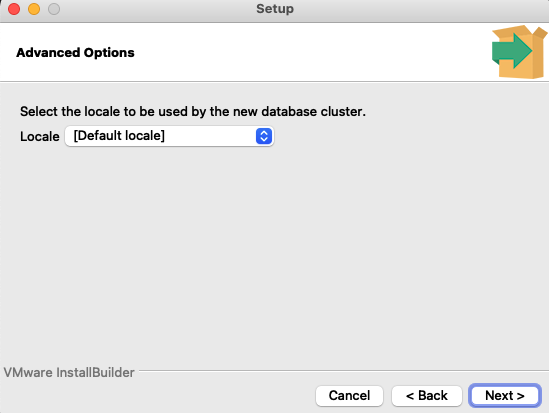 Setup
Advanced Options
Select the locale to be used by the new database cluster.
Locale [Default locale]
VMware InstallBuilder
Cancel < Back Next >